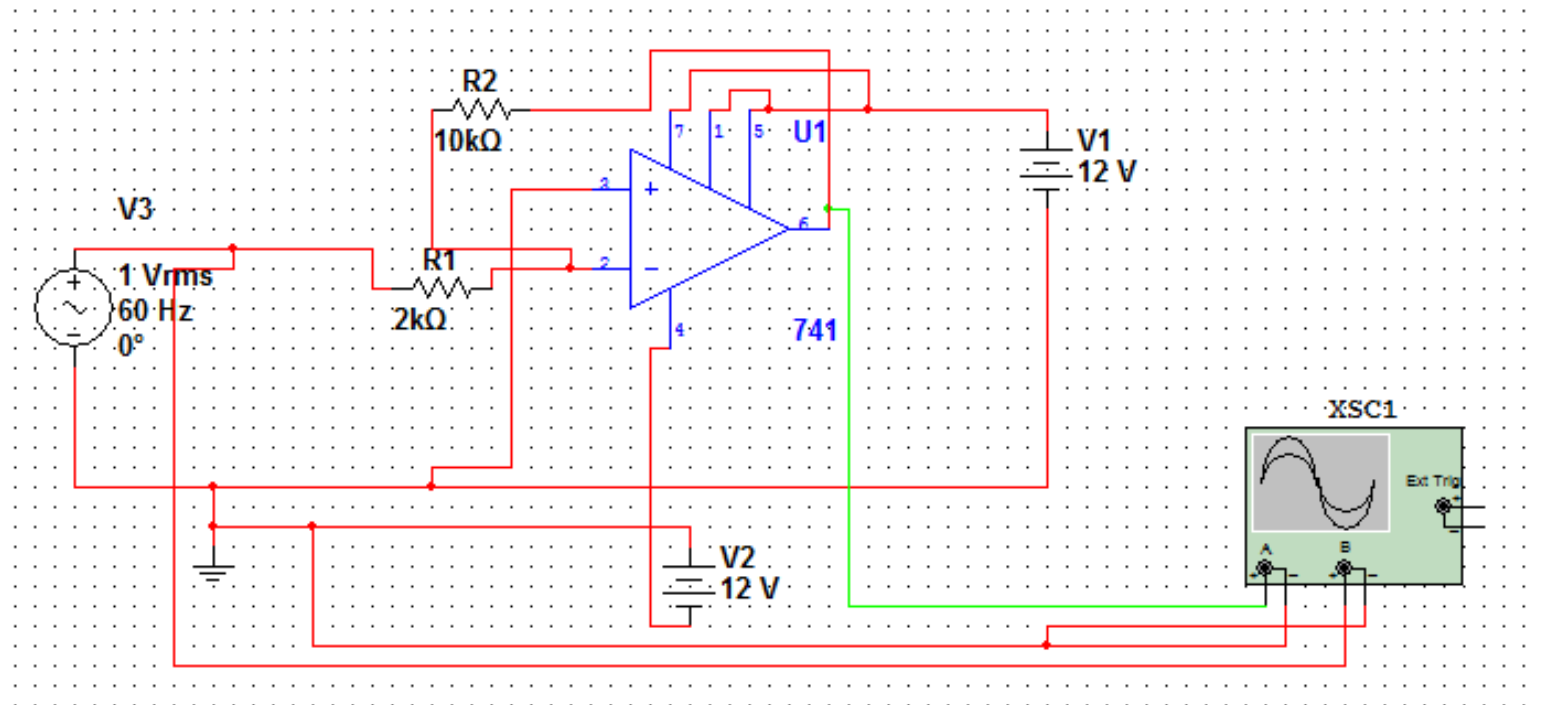 R2
10kΩ
7
1
5
U1
V1
12 V
3
+
V3
6
R1
2
−
+
1 Vrms
60 Hz
−
0°
2kΩ
4
741
XSC1
Ext Trig
+
−
A
B
+
−
+
−
V2
12 V